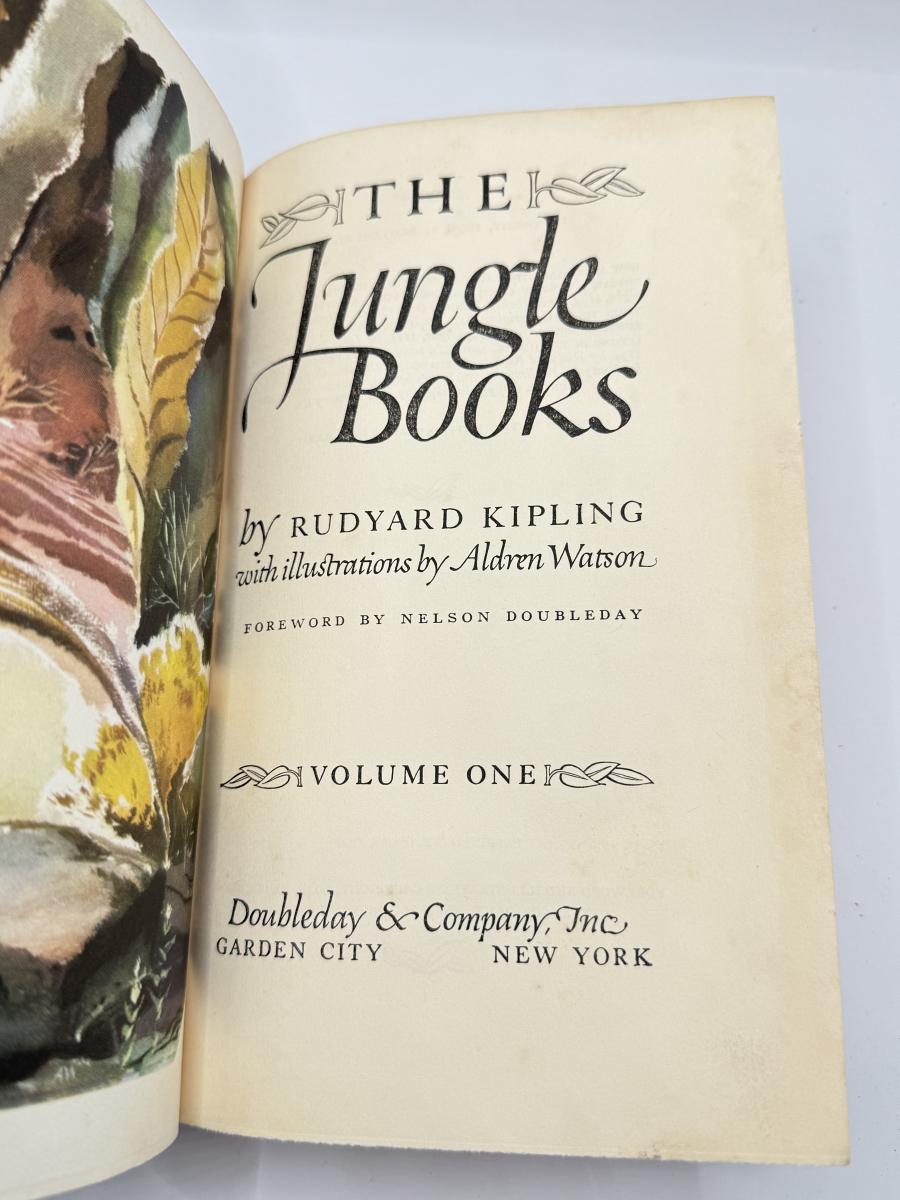 THE
Jungle
Books
by RUDYARD KIPLING
with illustrations by Aldren Watson
FOREWORD BY NELSON DOUBLEDAY
VOLUME ONE
Doubleday & Company, Inc.
GARDEN CITY NEW YORK